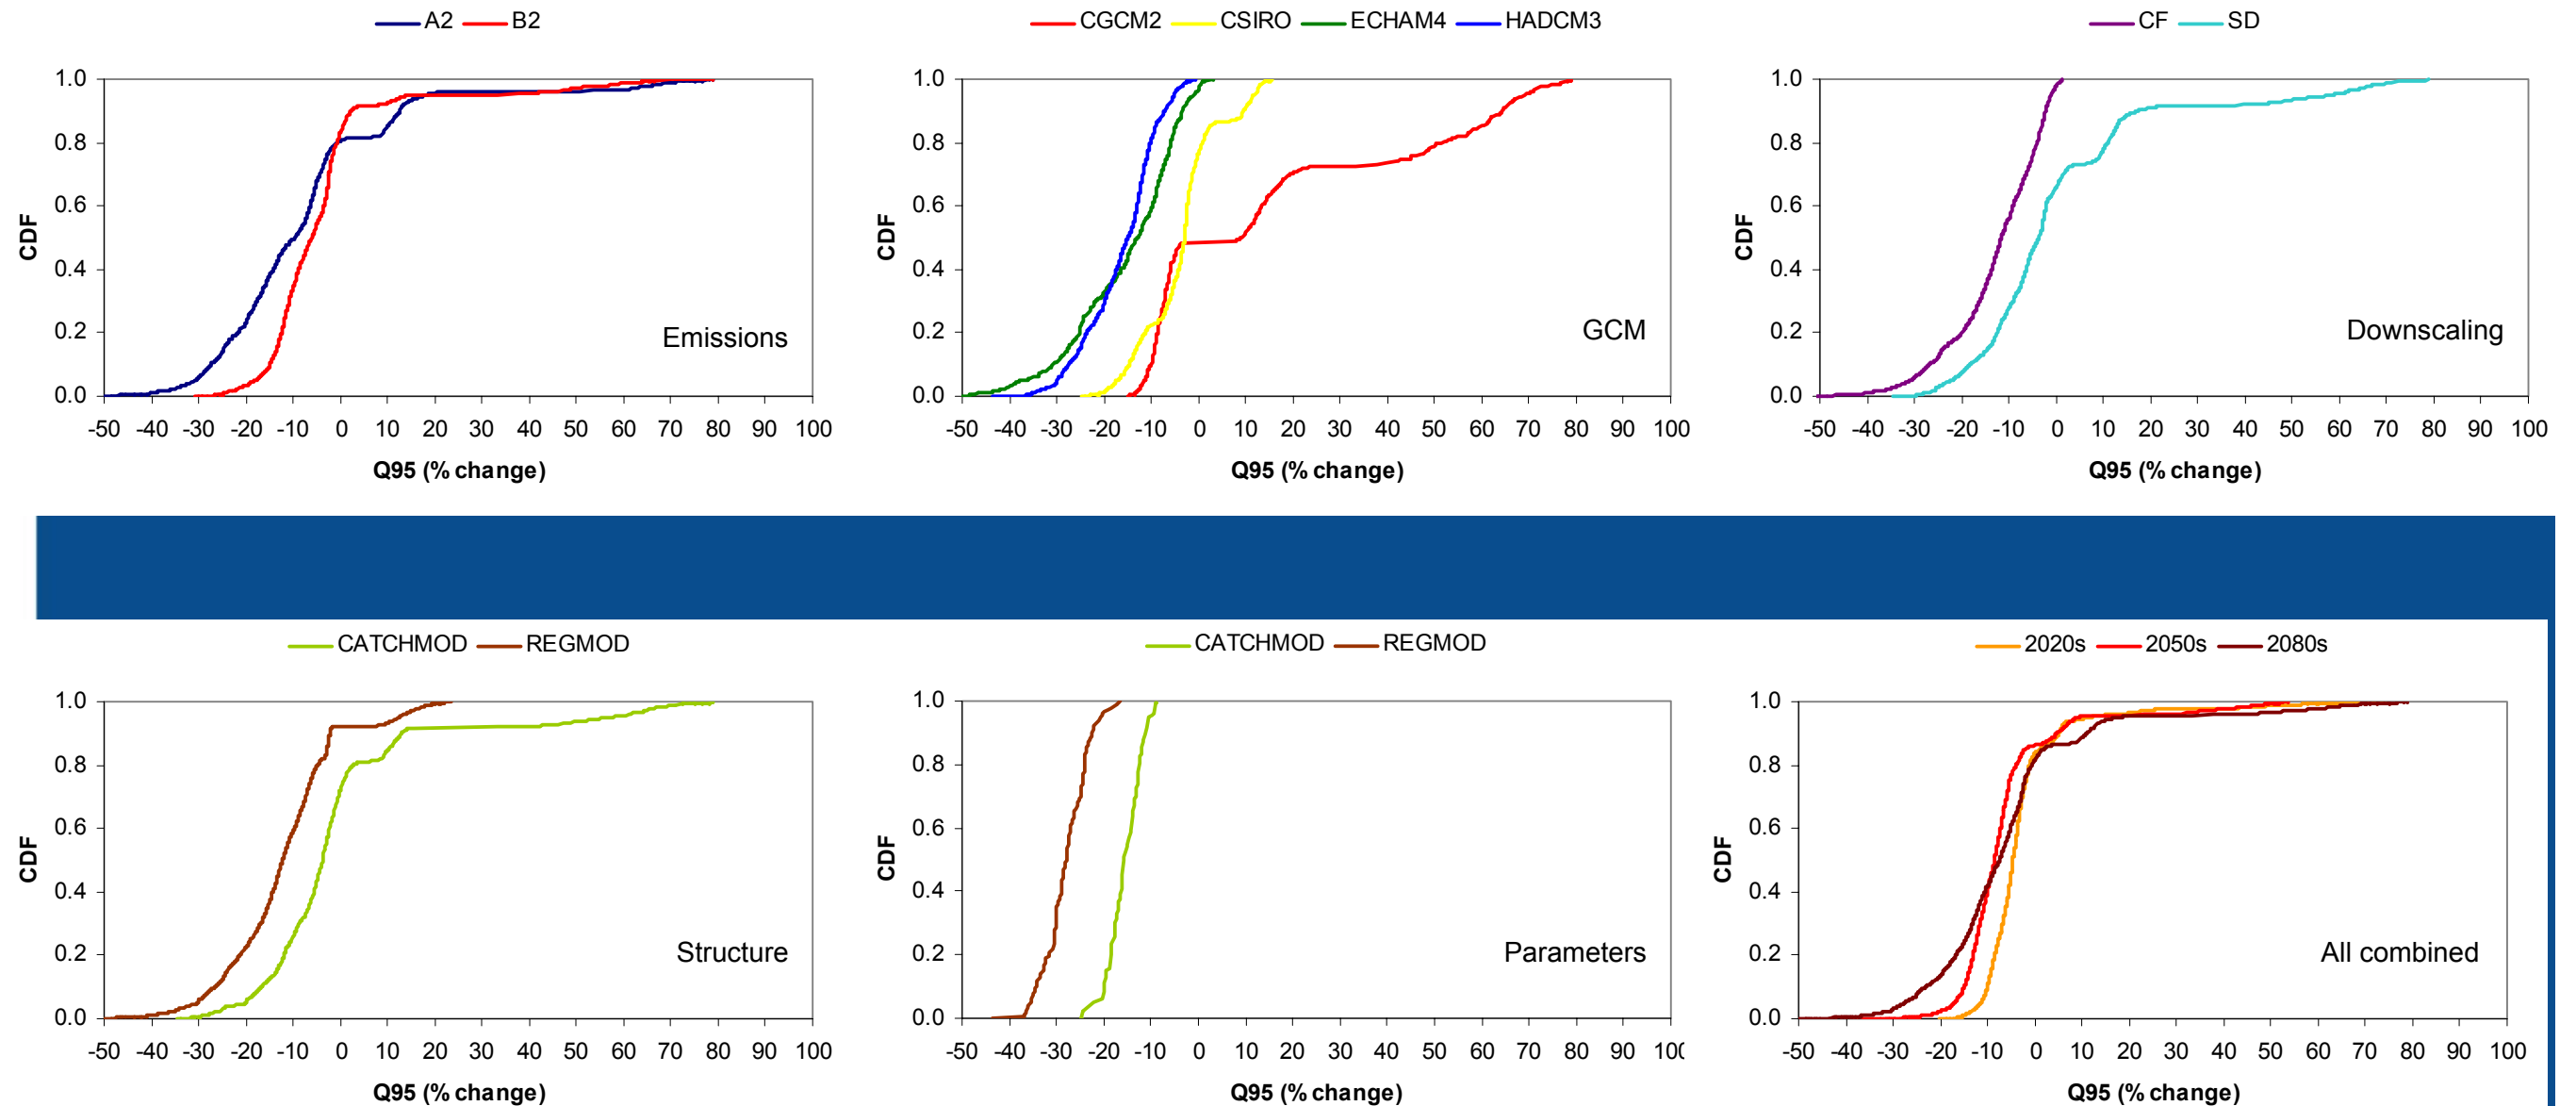 A2 B2
CGCM2 CSIRO ECHAM4 HADCM3
CF SD
1.0
0.8
0.6
0.4
0.2
0.0
CDF
Emissions
-50 -40 -30 -20 -10 0 10 20 30 40 50 60 70 80 90 100
Q95 (% change)
1.0
0.8
0.6
0.4
0.2
0.0
CDF
GCM
-50 -40 -30 -20 -10 0 10 20 30 40 50 60 70 80 90 100
Q95 (% change)
1.0
0.8
0.6
0.4
0.2
0.0
CDF
Downscaling
-50 -40 -30 -20 -10 0 10 20 30 40 50 60 70 80 90 100
Q95 (% change)
CATCHMOD REGMOD
CATCHMOD REGMOD
2020s 2050s 2080s
1.0
0.8
0.6
0.4
0.2
0.0
CDF
Structure
-50 -40 -30 -20 -10 0 10 20 30 40 50 60 70 80 90 100
Q95 (% change)
1.0
0.8
0.6
0.4
0.2
0.0
CDF
Parameters
-50 -40 -30 -20 -10 0 10 20 30 40 50 60 70 80 90
Q95 (% change)
1.0
0.8
0.6
0.4
0.2
0.0
CDF
All combined
-50 -40 -30 -20 -10 0 10 20 30 40 50 60 70 80 90 100
Q95 (% change)